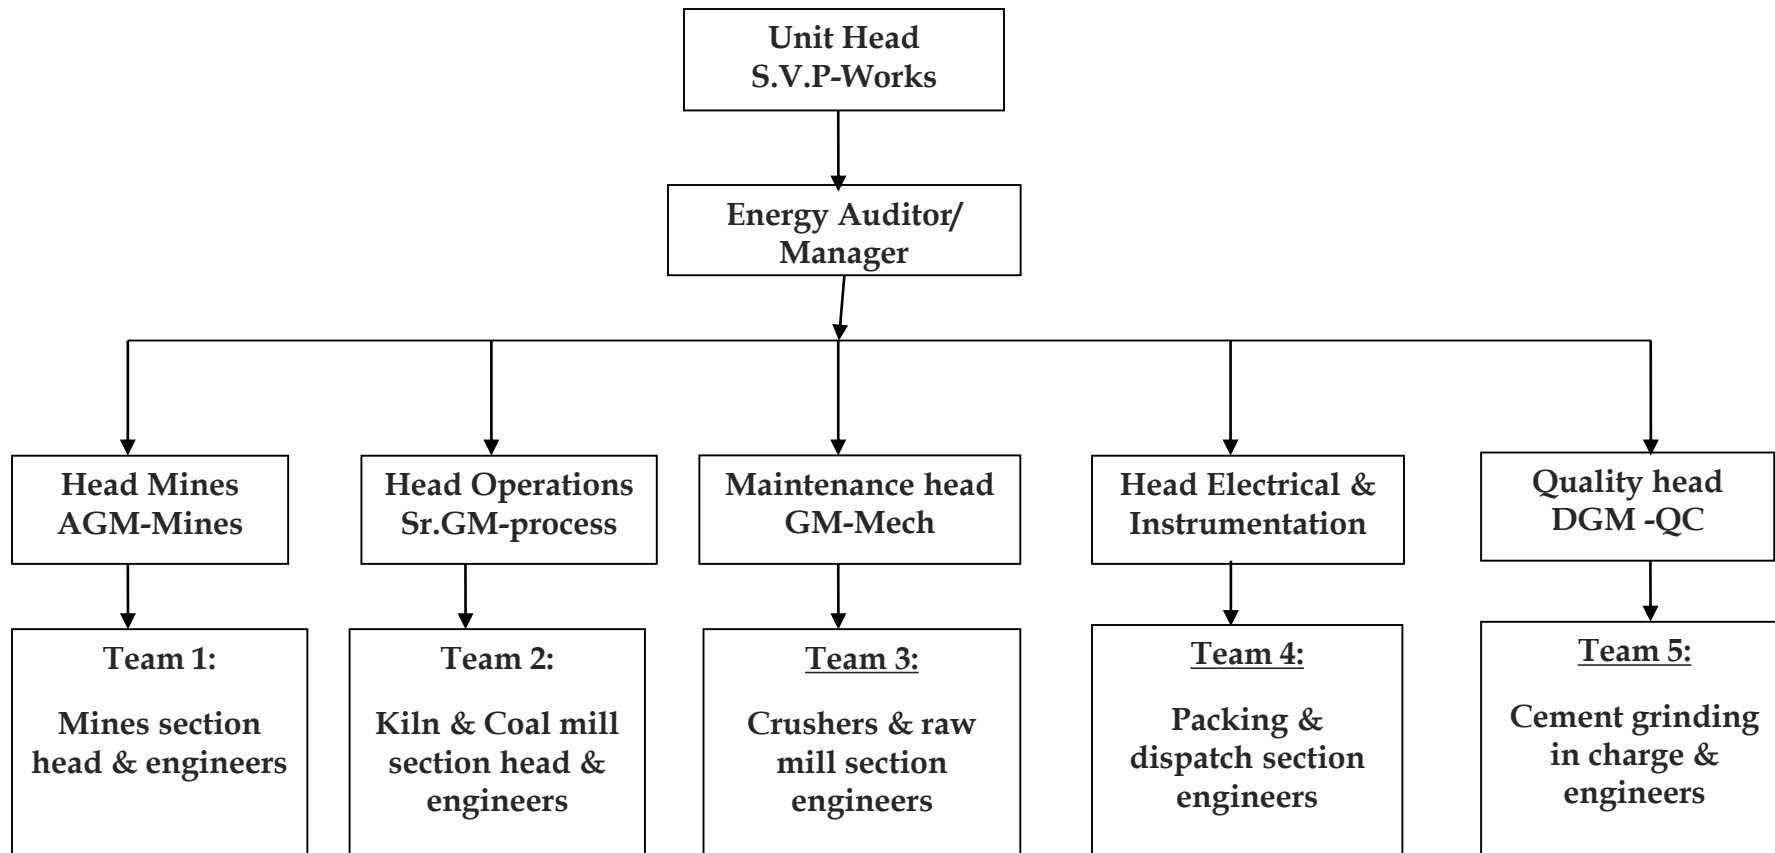 Unit Head
S.V.P-Works
Energy Auditor/
Manager
Head Mines
AGM-Mines
Head Operations
Sr.GM-process
Maintenance head
GM-Mech
Head Electrical &
Instrumentation
Quality head
DGM -QC
Team 1:
Mines section
head & engineers
Team 2:
Kiln & Coal mill
section head &
engineers
Team 3:
Crushers & raw
mill section
engineers
Team 4:
Packing &
dispatch section
engineers
Team 5:
Cement grinding
in charge &
engineers